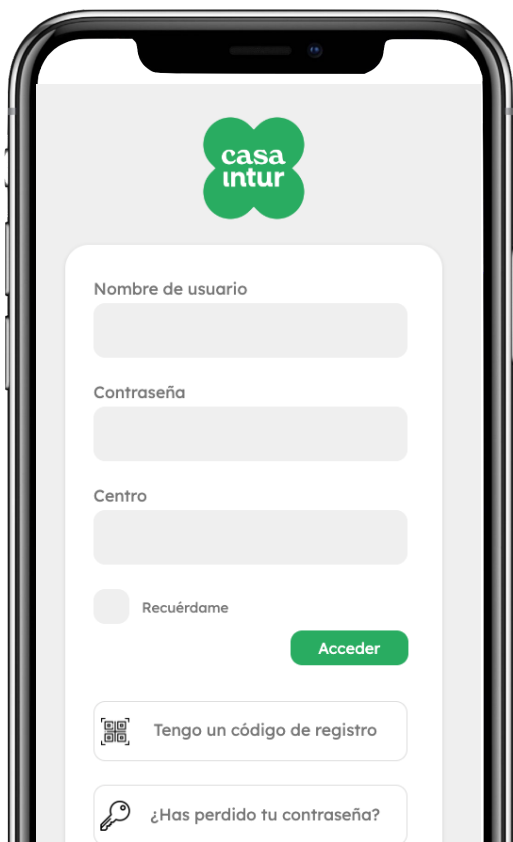 casa
intur
Nombre de usuario
Contraseña
Centro
Recuérdame
Acceder
Tengo un código de registro
¿Has perdido tu contraseña?